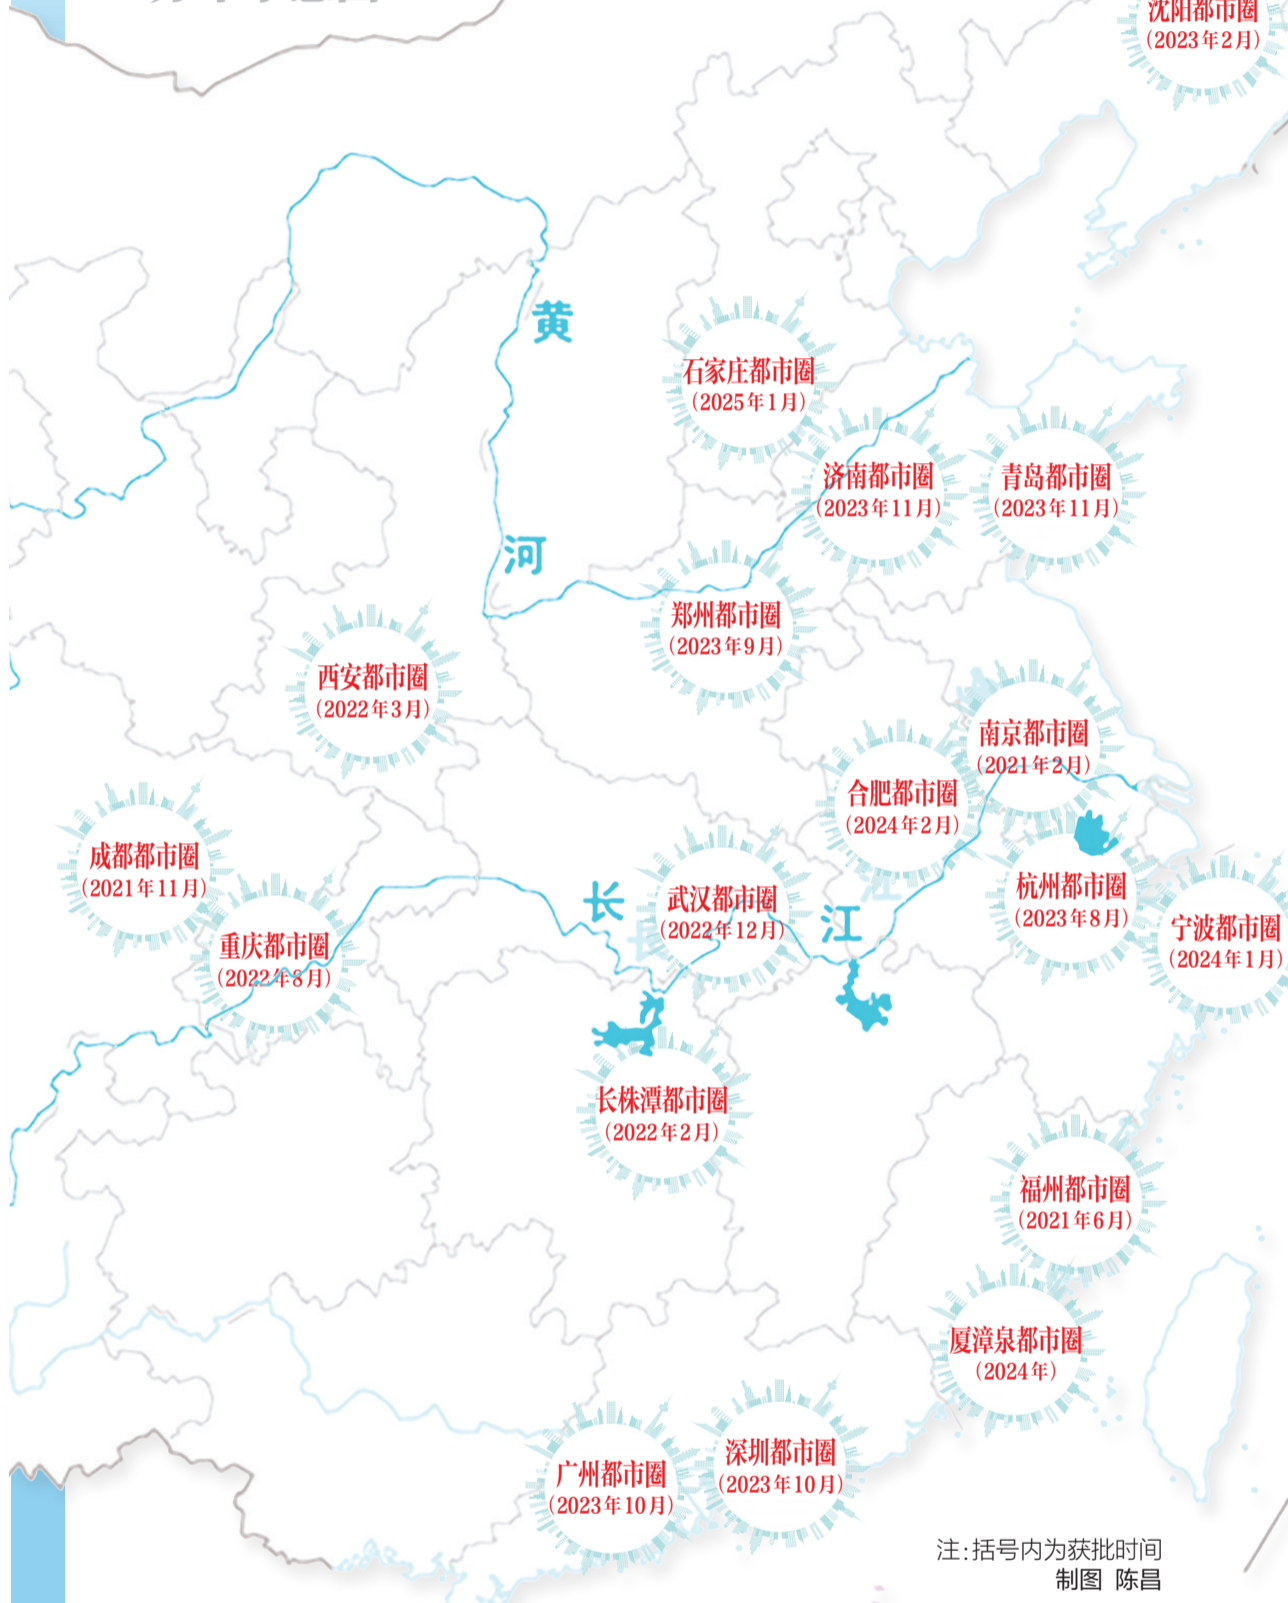 沈阳都市圈
（2023年2月）
黄
石家庄都市圈
（2025年1月）
济南都市圈
（2023年11月）
青岛都市圈
（2023年11月）
河
郑州都市圈
（2023年9月）
西安都市圈
（2022年3月）
南京都市圈
（2021年2月）
合肥都市圈
（2024年2月）
成都都市圈
（2021年11月）
长
武汉都市圈
（2022年12月）
江
杭州都市圈
（2023年8月）
宁波都市圈
（2024年1月）
重庆都市圈
（2022年8月）
长株潭都市圈
（2022年2月）
福州都市圈
（2021年6月）
厦漳泉都市圈
（2024年）
广州都市圈
（2023年10月）
深圳都市圈
（2023年10月）
注：括号内为获批时间
制图 陈昌